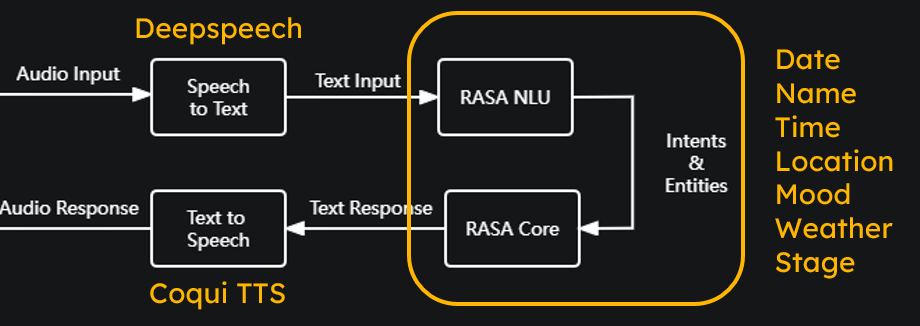 Deepspeech
Audio Input
Speech
to Text
Text Input
RASA NLU
Intents
&
Entities
Date
Name
Time
Location
Mood
Weather
Stage
Audio Response
Text to
Speech
Text Response
RASA Core
Coqui TTS